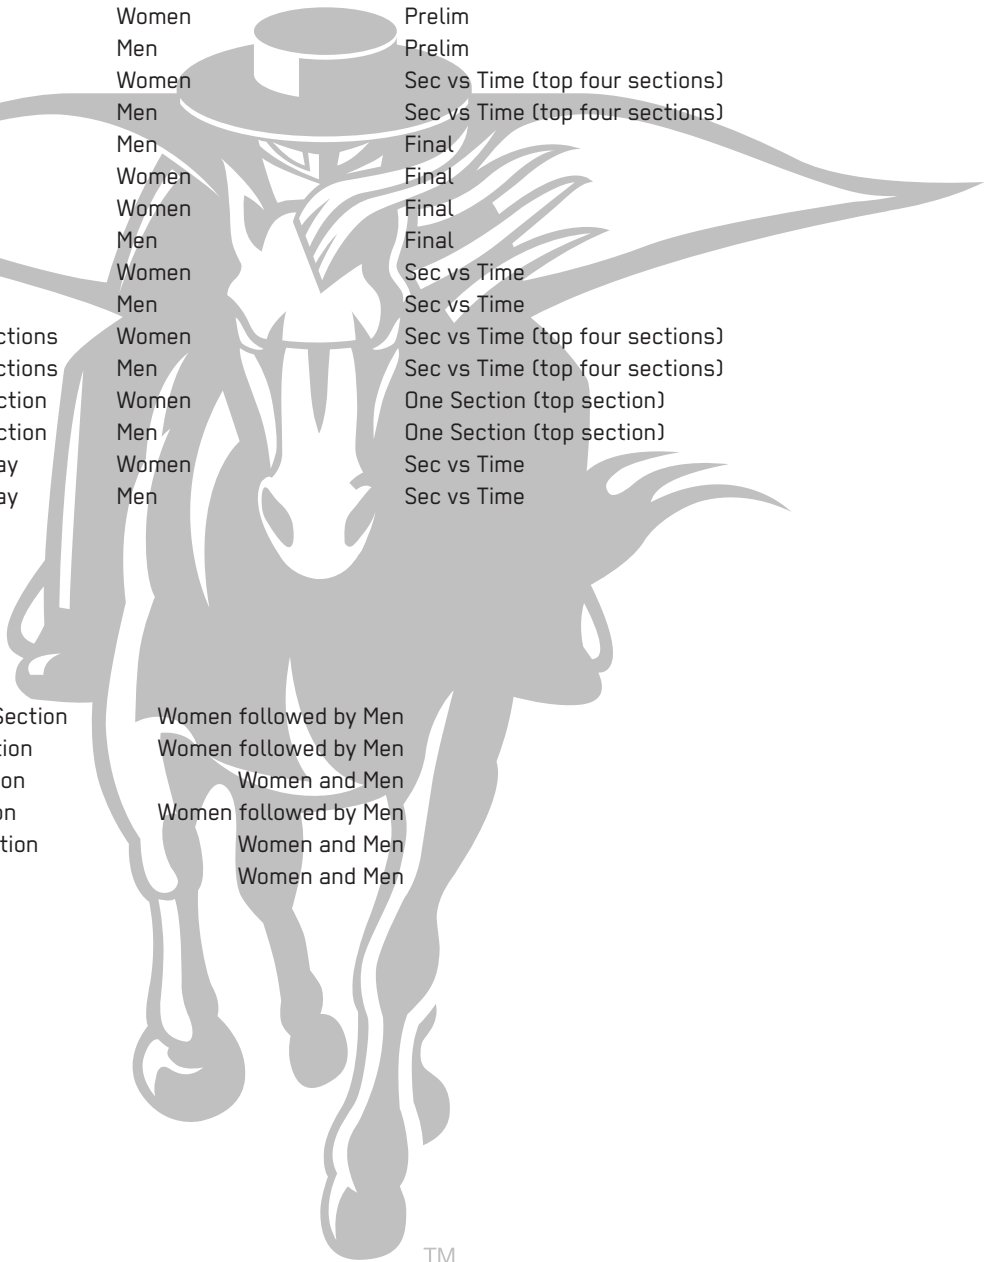 Women Prelim
Men Prelim
Women Sec vs Time (top four sections)
Men Sec vs Time (top four sections)
Men Final
Women Final
Women Final
Men Final
Women Sec vs Time
Men Sec vs Time
ctions Women Sec vs Time (top four sections)
ctions Men Sec vs Time (top four sections)
ction Women One Section (top section)
ction Men One Section (top section)
ay Women Sec vs Time
ay Men Sec vs Time
Section Women followed by Men
tion Women followed by Men
on Women and Men
on Women followed by Men
tion Women and Men
Women and Men
TM